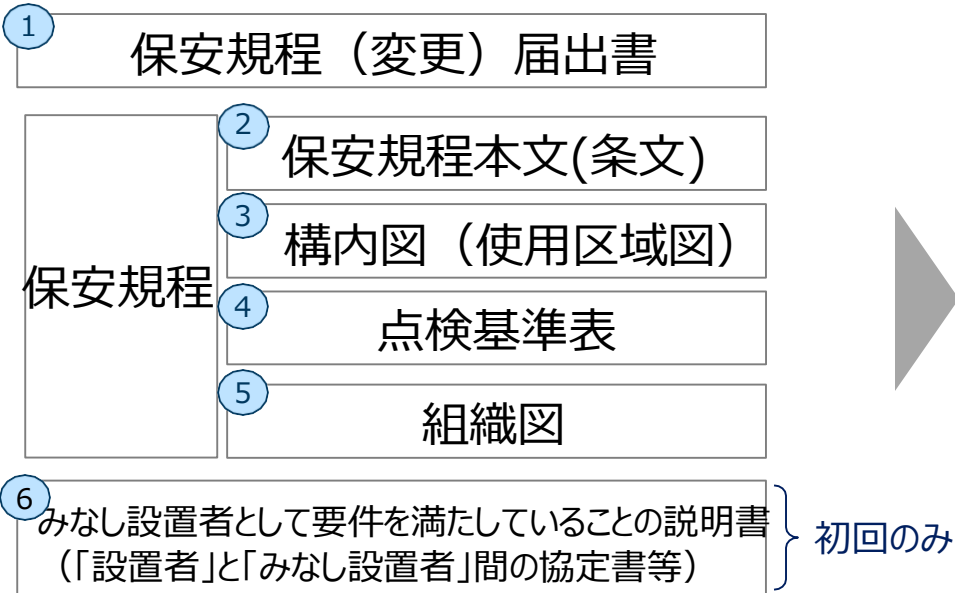 1
保安規程（変更）届出書
保安規程
2
保安規程本文(条文)
3
構内図（使用区域図）
4
点検基準表
5
組織図
6
みなし設置者として要件を満たしていることの説明書
（「設置者」と「みなし設置者」間の協定書等）
初回のみ